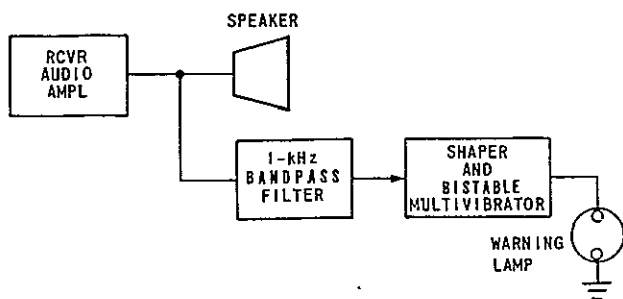 SPEAKER
RCVR
AUDIO
AMPL
1-kHz
BANDPASS
FILTER
SHAPER
AND
BISTABLE
MULTIVIBRATOR
WARNING
LAMP